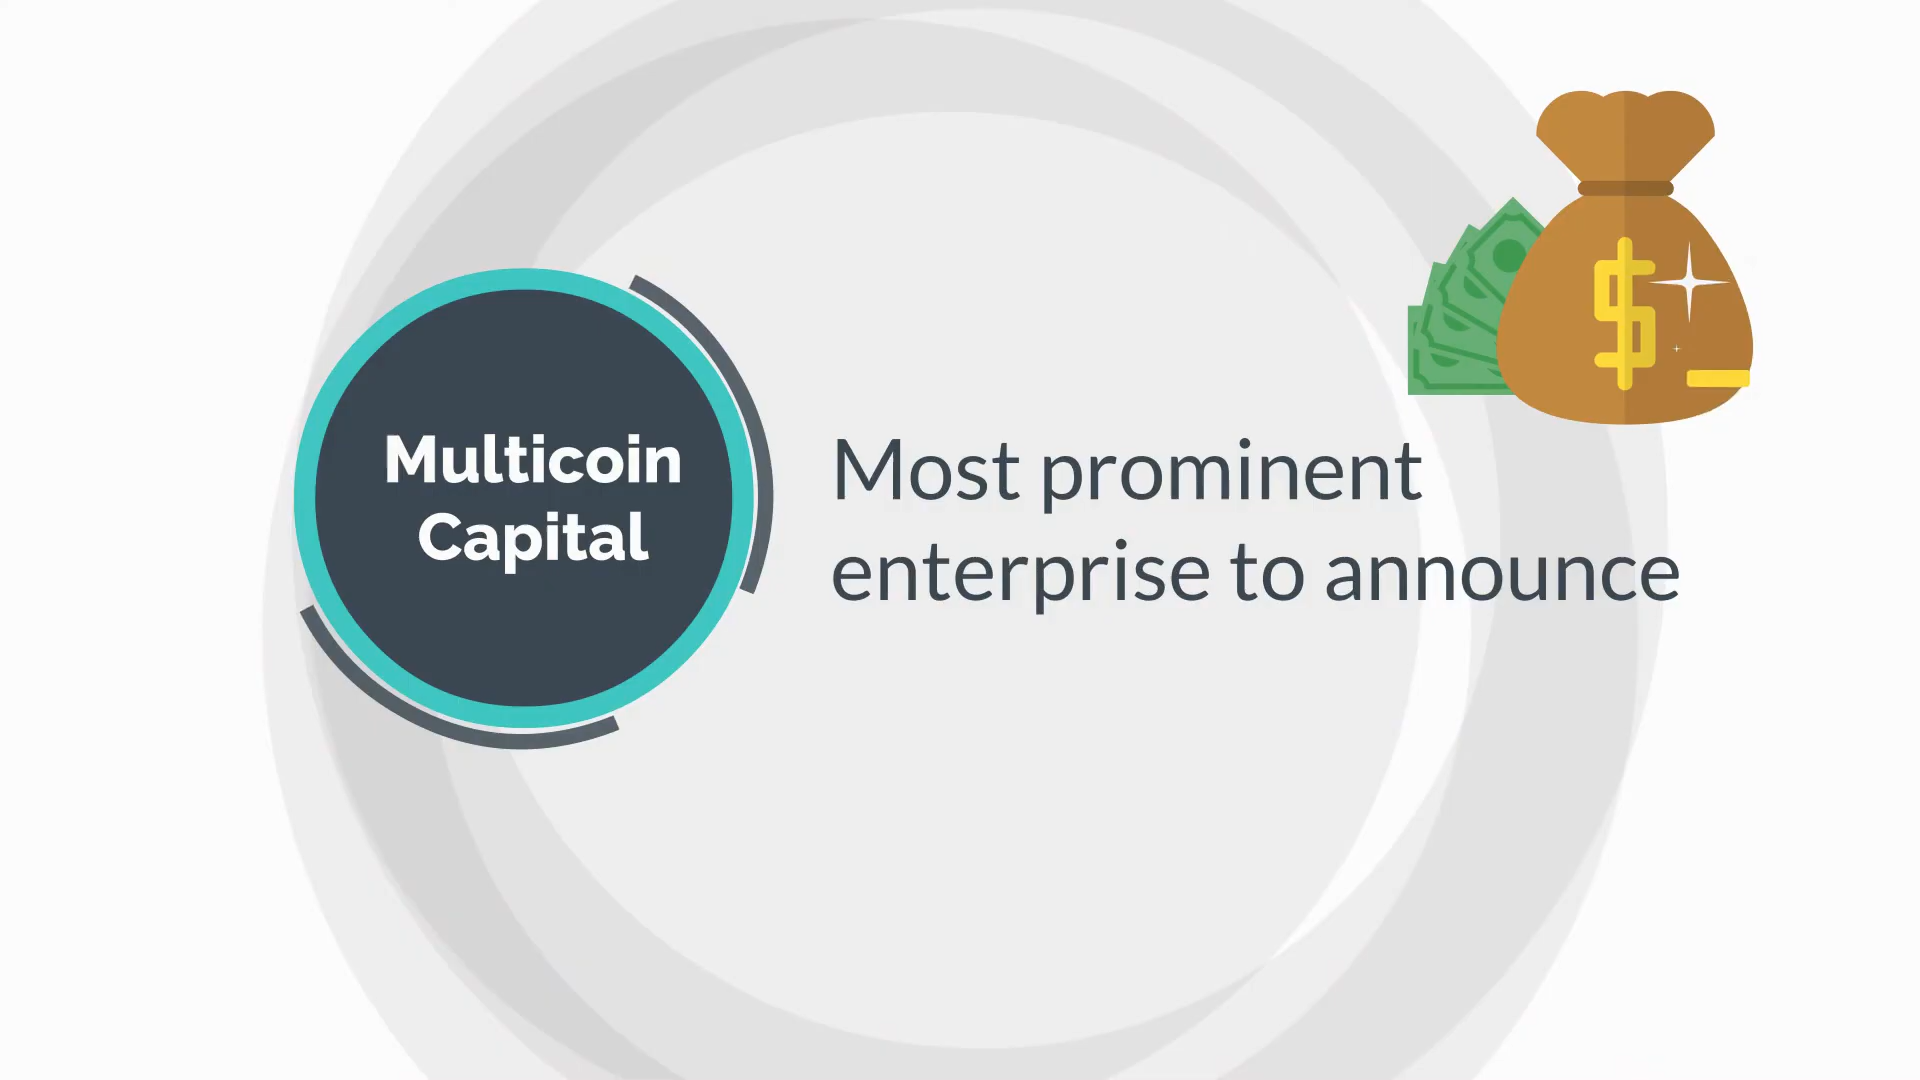 Multicoin
Capital
Most prominent
enterprise to announce
$